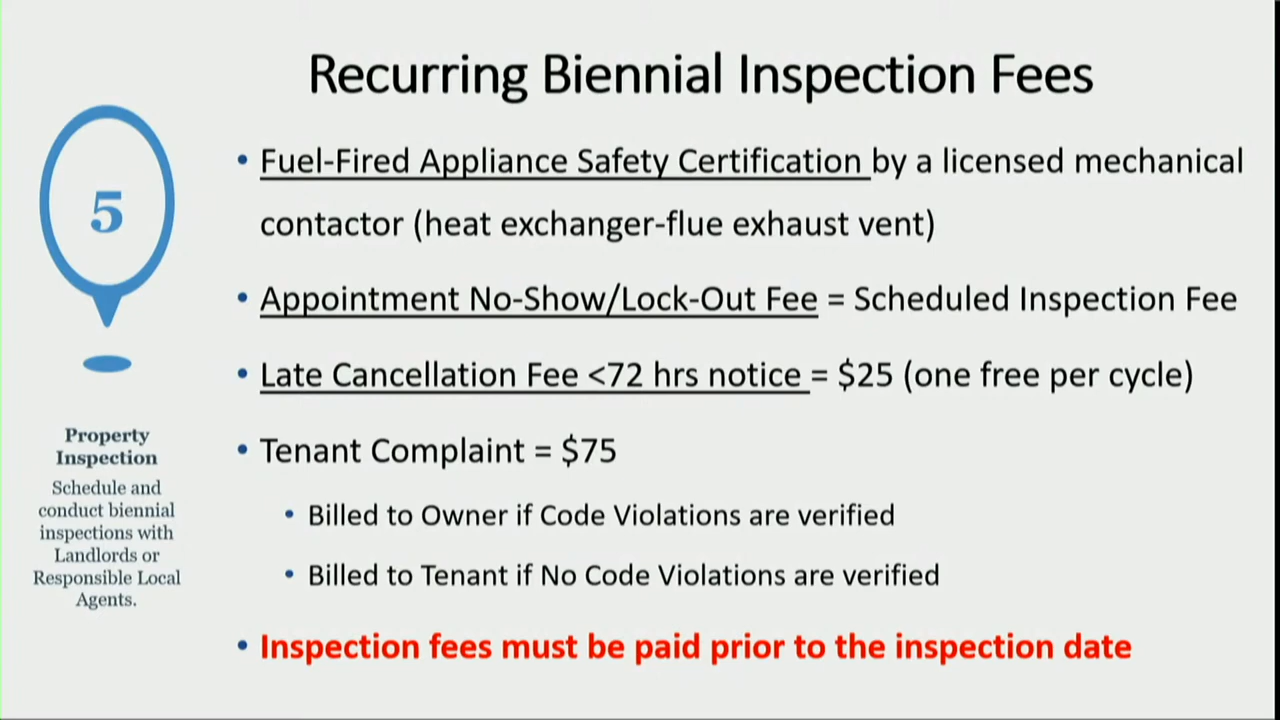 Recurring Biennial Inspection Fees
• Fuel-Fired Appliance Safety Certification by a licensed mechanical
contactor (heat exchanger-flue exhaust vent)
• Appointment No-Show/Lock-Out Fee = Scheduled Inspection Fee
• Late Cancellation Fee <72 hrs notice = $25 (one free per cycle)
• Tenant Complaint = $75
• Billed to Owner if Code Violations are verified
• Billed to Tenant if No Code Violations are verified
• Inspection fees must be paid prior to the inspection date
5
Property
Inspection
Schedule and
conduct biennial
inspections with
Landlords or
Responsible Local
Agents.